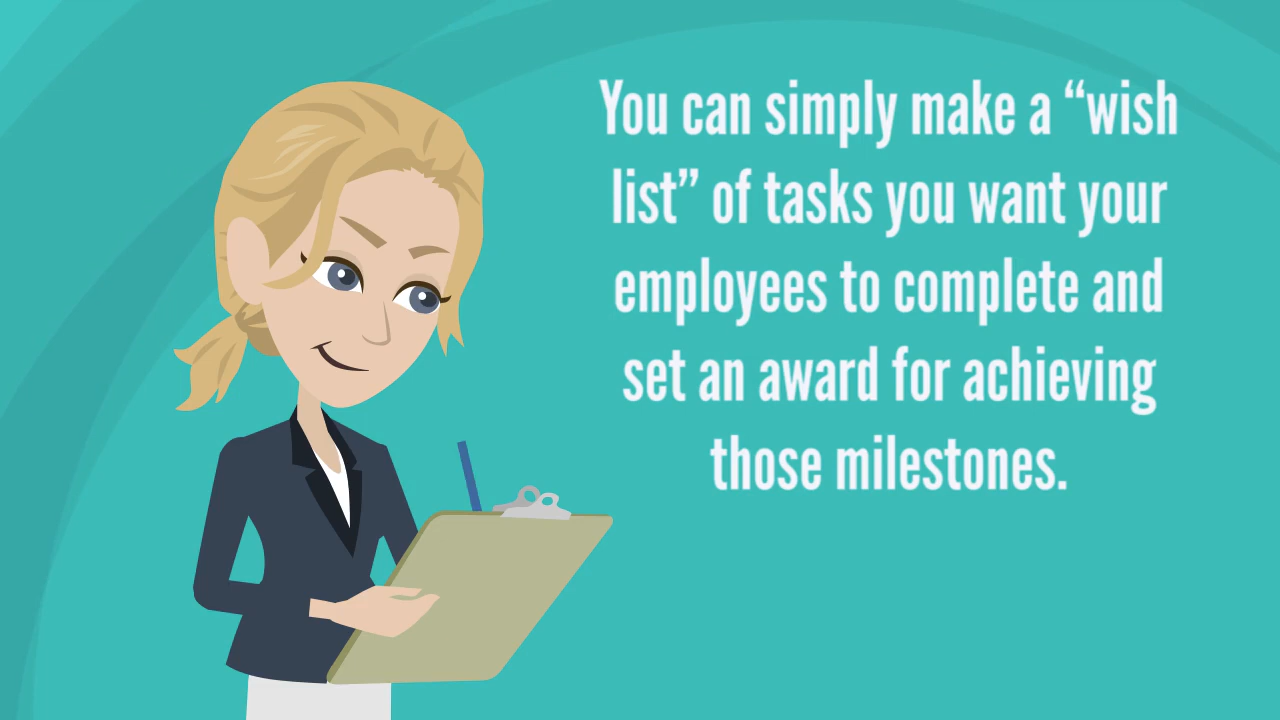 You can simply make a “wish
list” of tasks you want your
employees to complete and
set an award for achieving
those milestones.